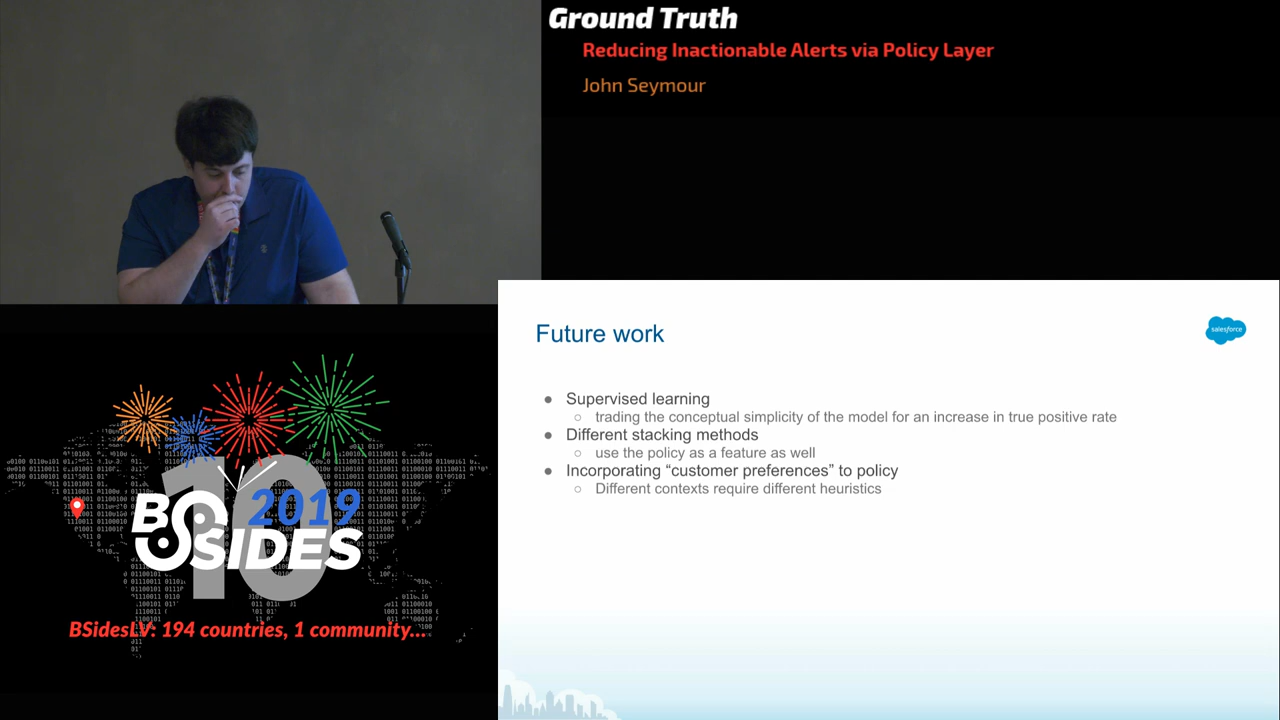 Ground Truth
Reducing Inactionable Alerts via Policy Layer
John Seymour
Future work
salesforce
● Supervised learning
○ trading the conceptual simplicity of the model for an increase in true positive rate
● Different stacking methods
○ use the policy as a feature as well
● Incorporating “customer preferences” to policy
○ Different contexts require different heuristics
10
2019
BSIDES
BSidesLV: 194 countries, 1 community...